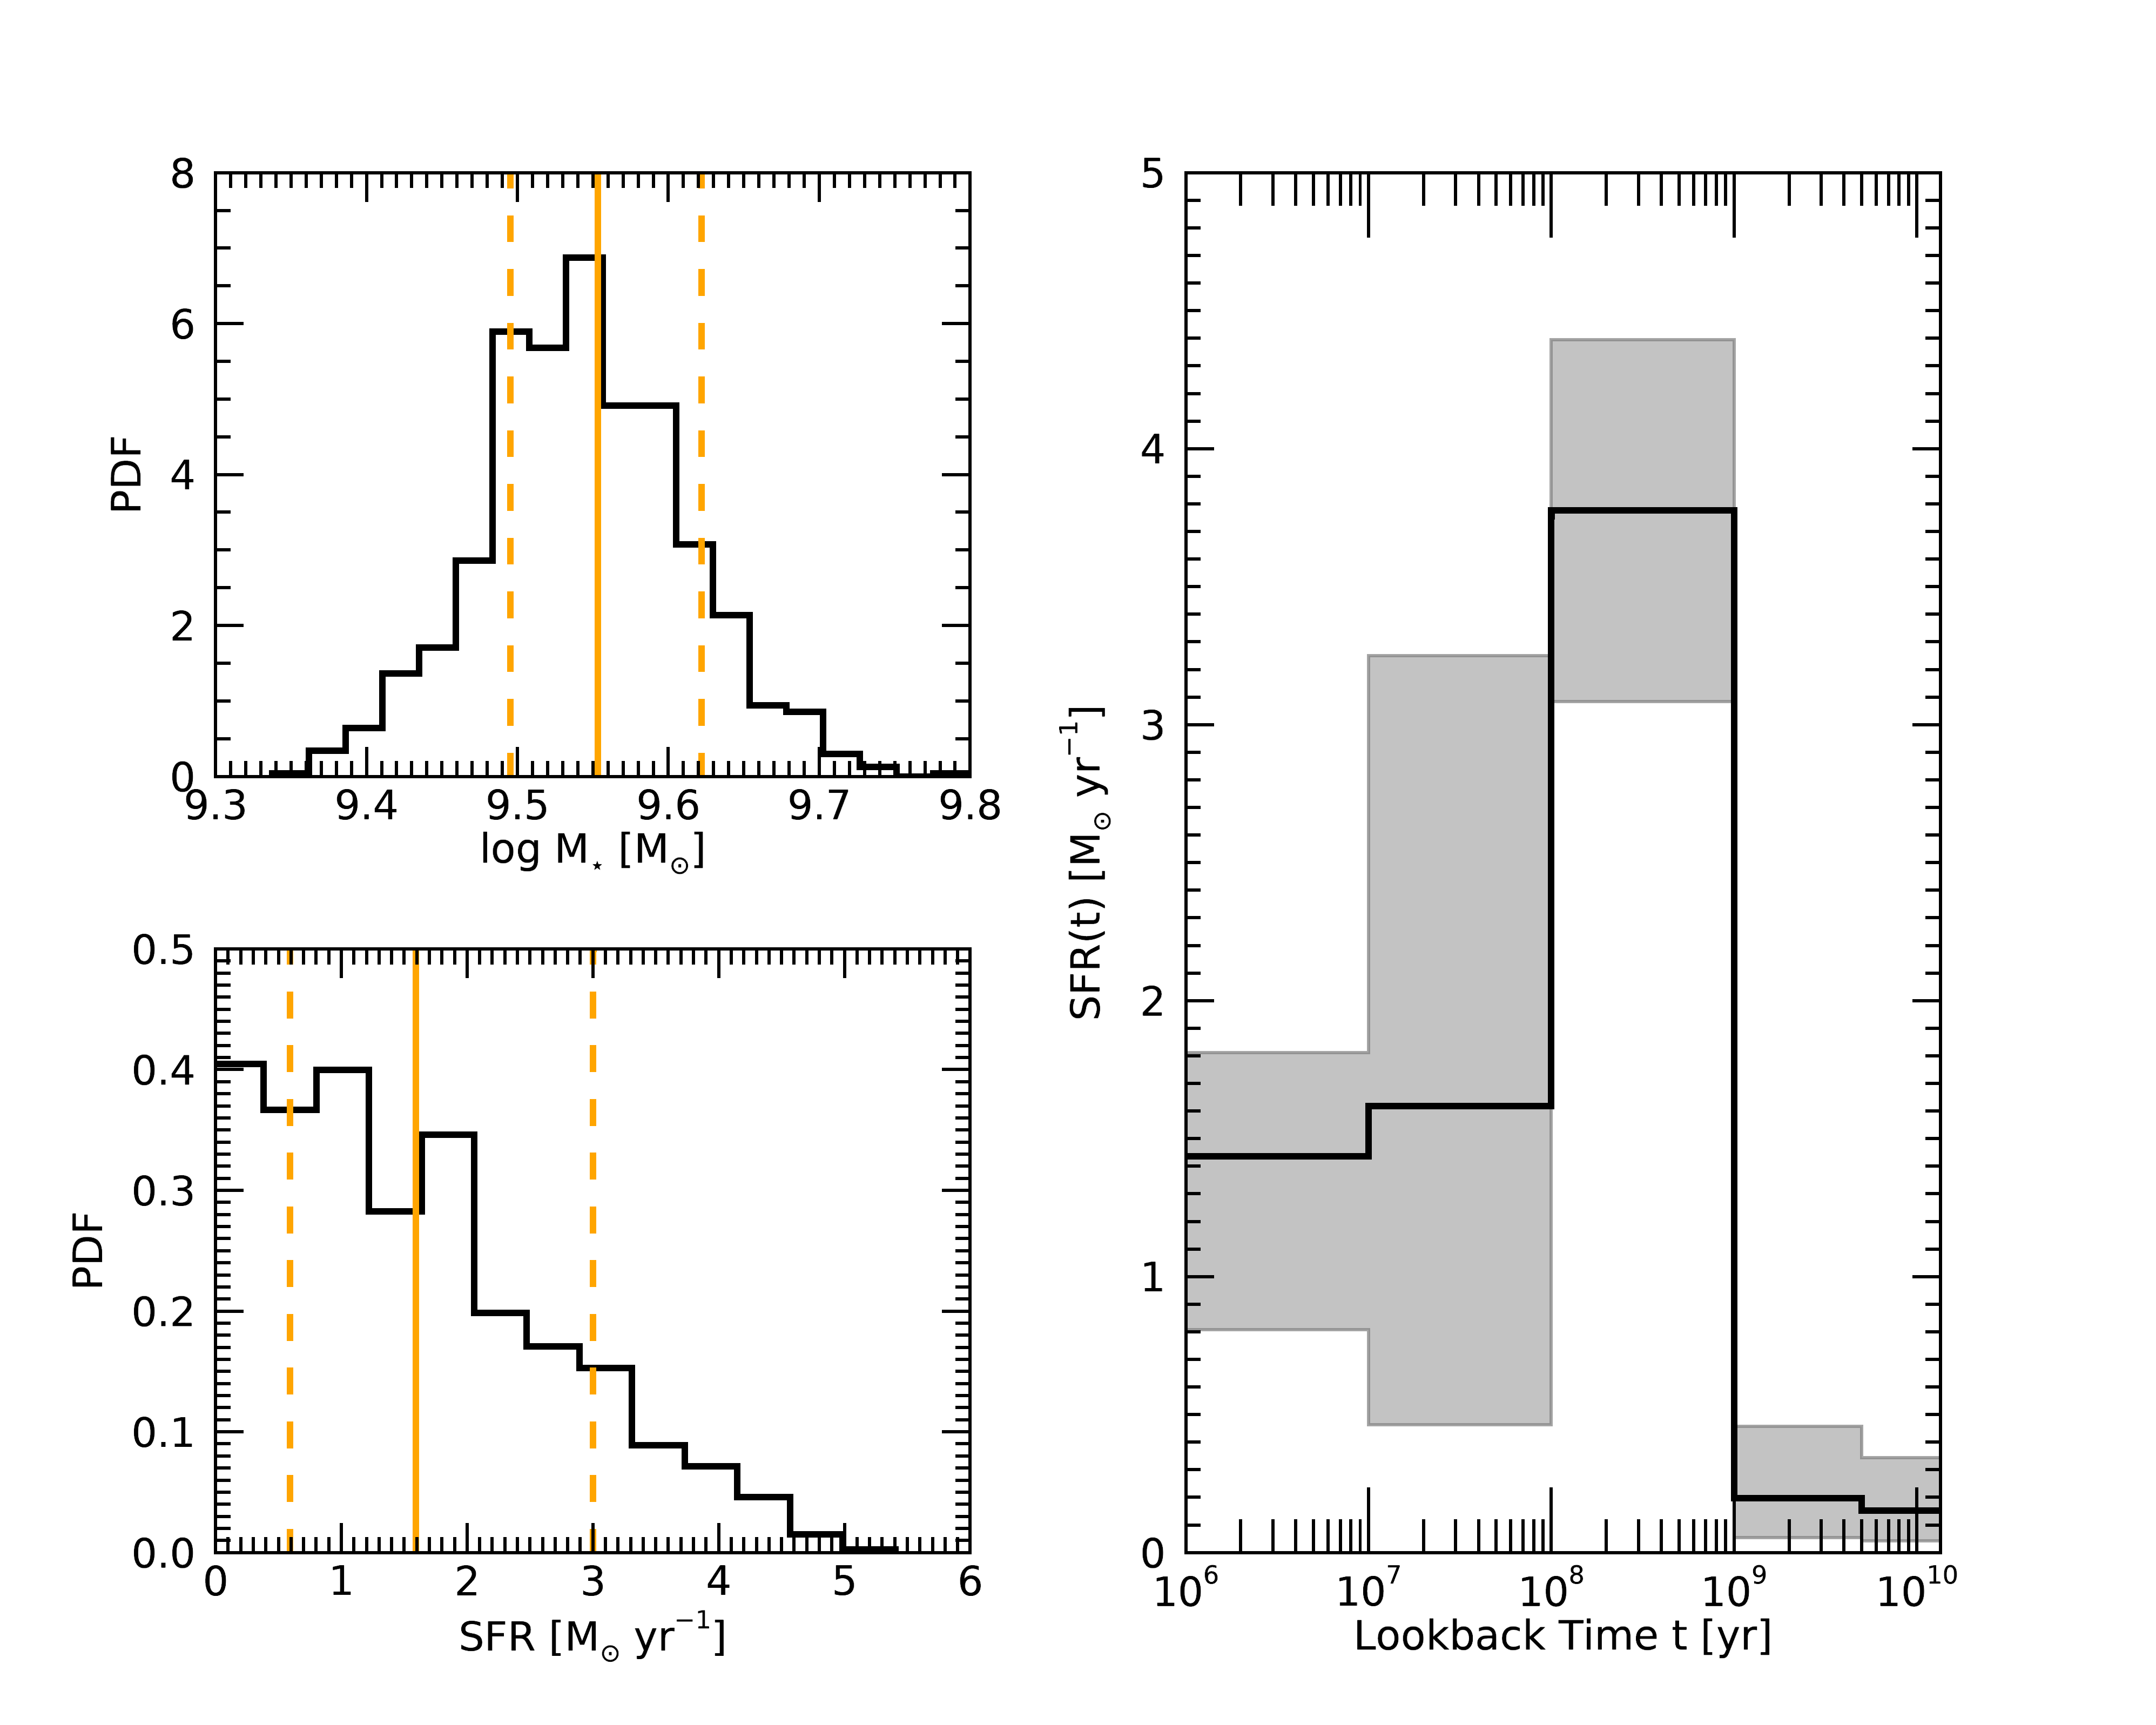 8
6
4
2
0
PDF
9.3 9.4 9.5 9.6 9.7 9.8
log M⋆ [M⊙]
0.5
0.4
0.3
0.2
0.1
0.0
PDF
0 1 2 3 4 5 6
SFR [M⊙ yr⁻¹]
5
4
3
2
1
0
SFR(t) [M⊙ yr⁻¹]
10⁶ 10⁷ 10⁸ 10⁹ 10¹⁰
Lookback Time t [yr]